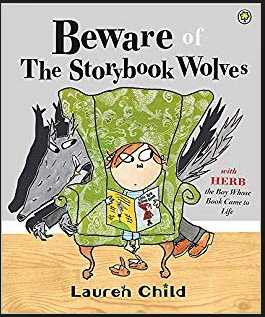 Beware of
The Storybook Wolves
with
HERB
the Boy Whose
Book Came to
Life
Lauren Child